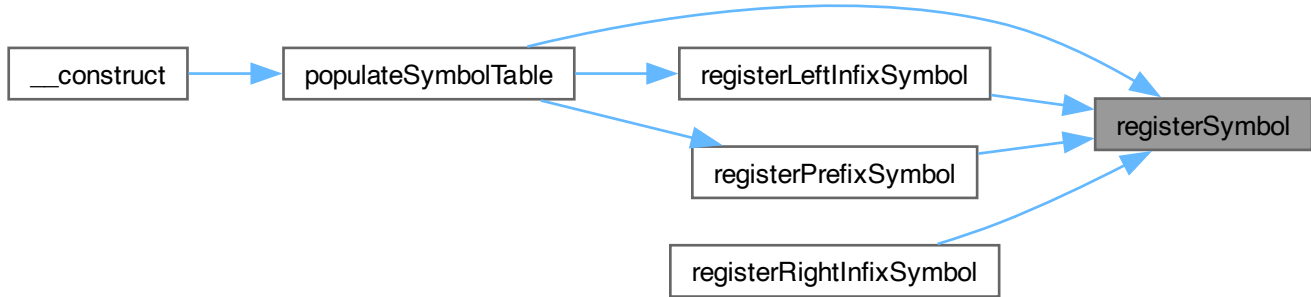 __construct
populateSymbolTable
registerLeftInfixSymbol
registerSymbol
registerPrefixSymbol
registerRightInfixSymbol